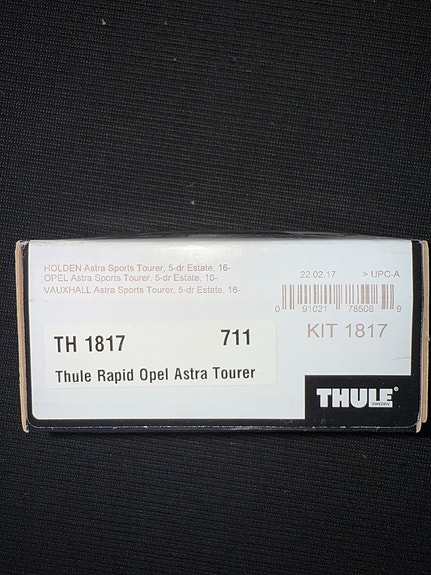 HOLDEN Astra Sports Tourer, 5-dr Estate, 16-
OPEL Astra Sports Tourer, 5-dr Estate, 16-
VAUXHALL Astra Sports Tourer, 5-dr Estate, 16-
22.02.17 > UPC-A
0 91021 78506 9
KIT 1817
TH 1817 711
Thule Rapid Opel Astra Tourer
THULE®
SWEDEN